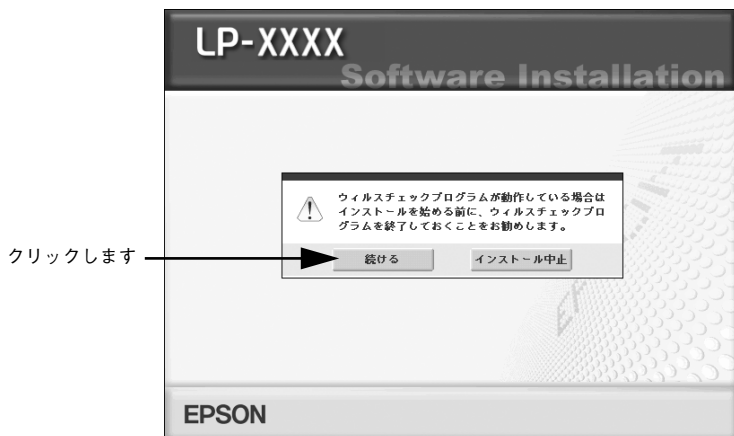 LP-XXXX
Software Installation
ウィルスチェックプログラムが動作している場合は
インストールを始める前に、ウィルスチェックプロ
グラムを終了しておくことをお勧めします。
クリックします
続ける
インストール中止
EPSON
EPSON